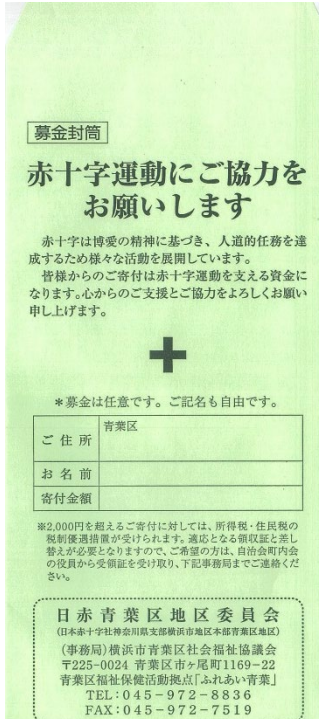 募金封筒
赤十字運動にご協力を
お願いします
赤十字は博愛の精神に基づき、人道的任務を達
成するため様々な活動を展開しています。
皆様からのご寄付は赤十字運動を支える資金に
なります。心からのご支援とご協力をよろしくお願い
申し上げます。
＊募金は任意です。ご記名も自由です。
ご住所 青葉区
お名前
寄付金額
※2,000円を超えるご寄付に対しては、所得税・住民税の
税制優遇措置が受けられます。適応となる領収証と差し
替えが必要となりますので、ご希望の方は、自治会町内会
の役員から受領証を受け取り、下記事務局までご連絡くだ
さい。
日赤青葉区地区委員会
(日本赤十字社神奈川県支部横浜市地区本部青葉区地区)
(事務局)横浜市青葉区社会福祉協議会
〒225-0024 青葉区市ヶ尾町1169-22
青葉区福祉保健活動拠点「ふれあい青葉」
TEL:045-972-8836
FAX:045-972-7519